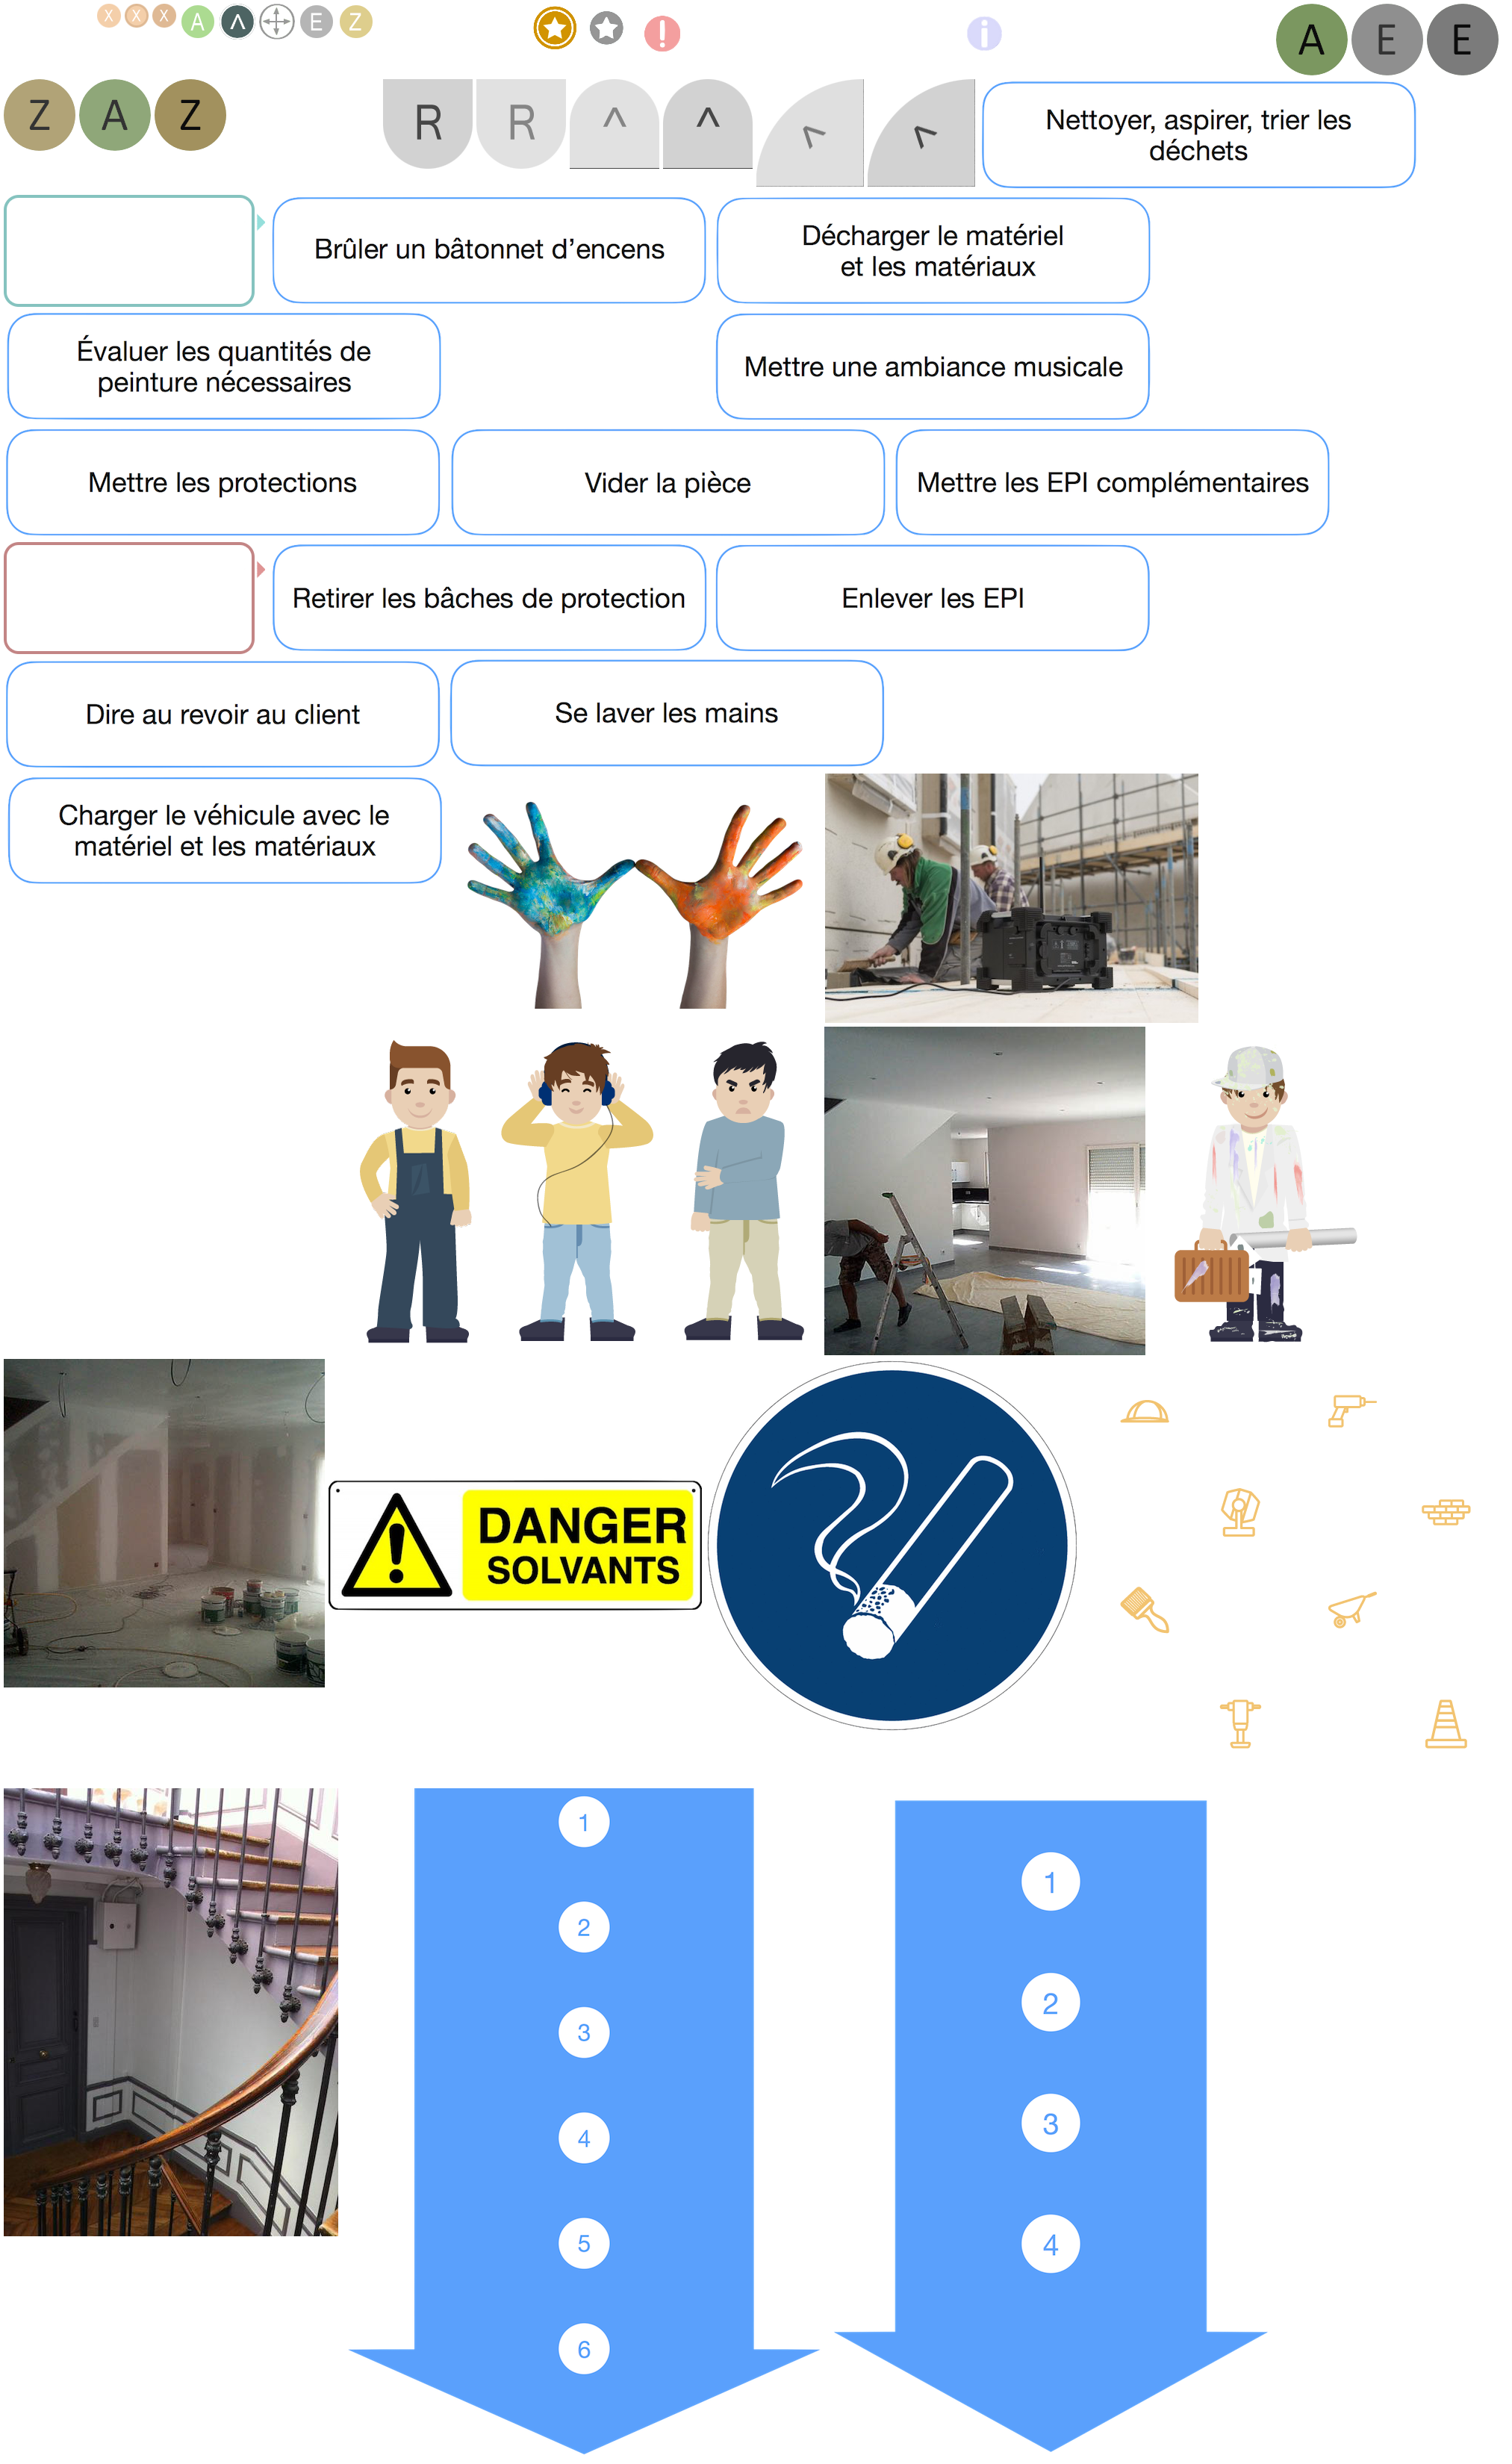 X X X A Λ E Z
!
i
A E E
Z A Z
R R ^ ^ ^ ^
Nettoyer, aspirer, trier les
déchets
Brûler un bâtonnet d’encens
Décharger le matériel
et les matériaux
Évaluer les quantités de
peinture nécessaires
Mettre une ambiance musicale
Mettre les protections
Vider la pièce
Mettre les EPI complémentaires
Retirer les bâches de protection
Enlever les EPI
Dire au revoir au client
Se laver les mains
Charger le véhicule avec le
matériel et les matériaux
DANGER
SOLVANTS
1
2
3
4
5
6
1
2
3
4